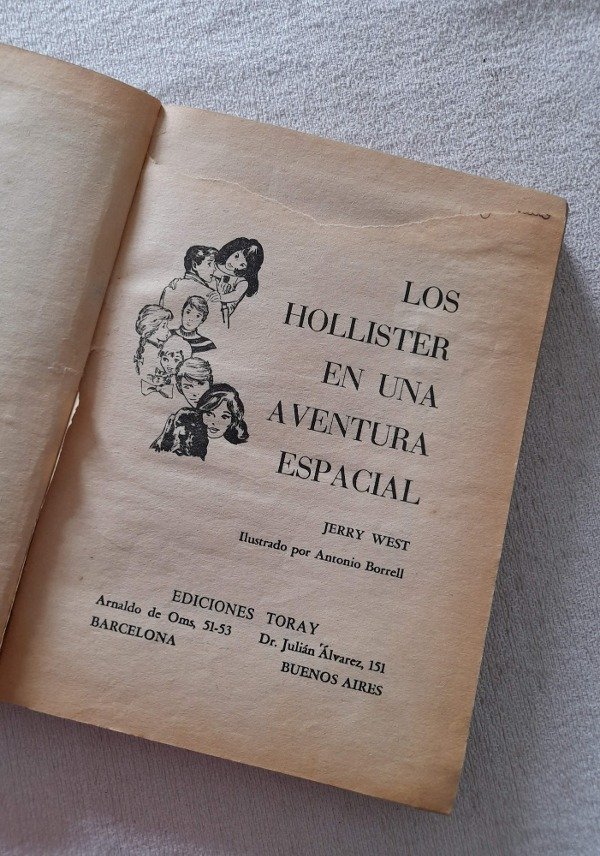 LOS
HOLLISTER
EN UNA
AVENTURA
ESPACIAL
JERRY WEST
Ilustrado por Antonio Borrell
EDICIONES TORAY
Arnaldo de Oms, 51-53
BARCELONA
Dr. Julián Álvarez, 151
BUENOS AIRES